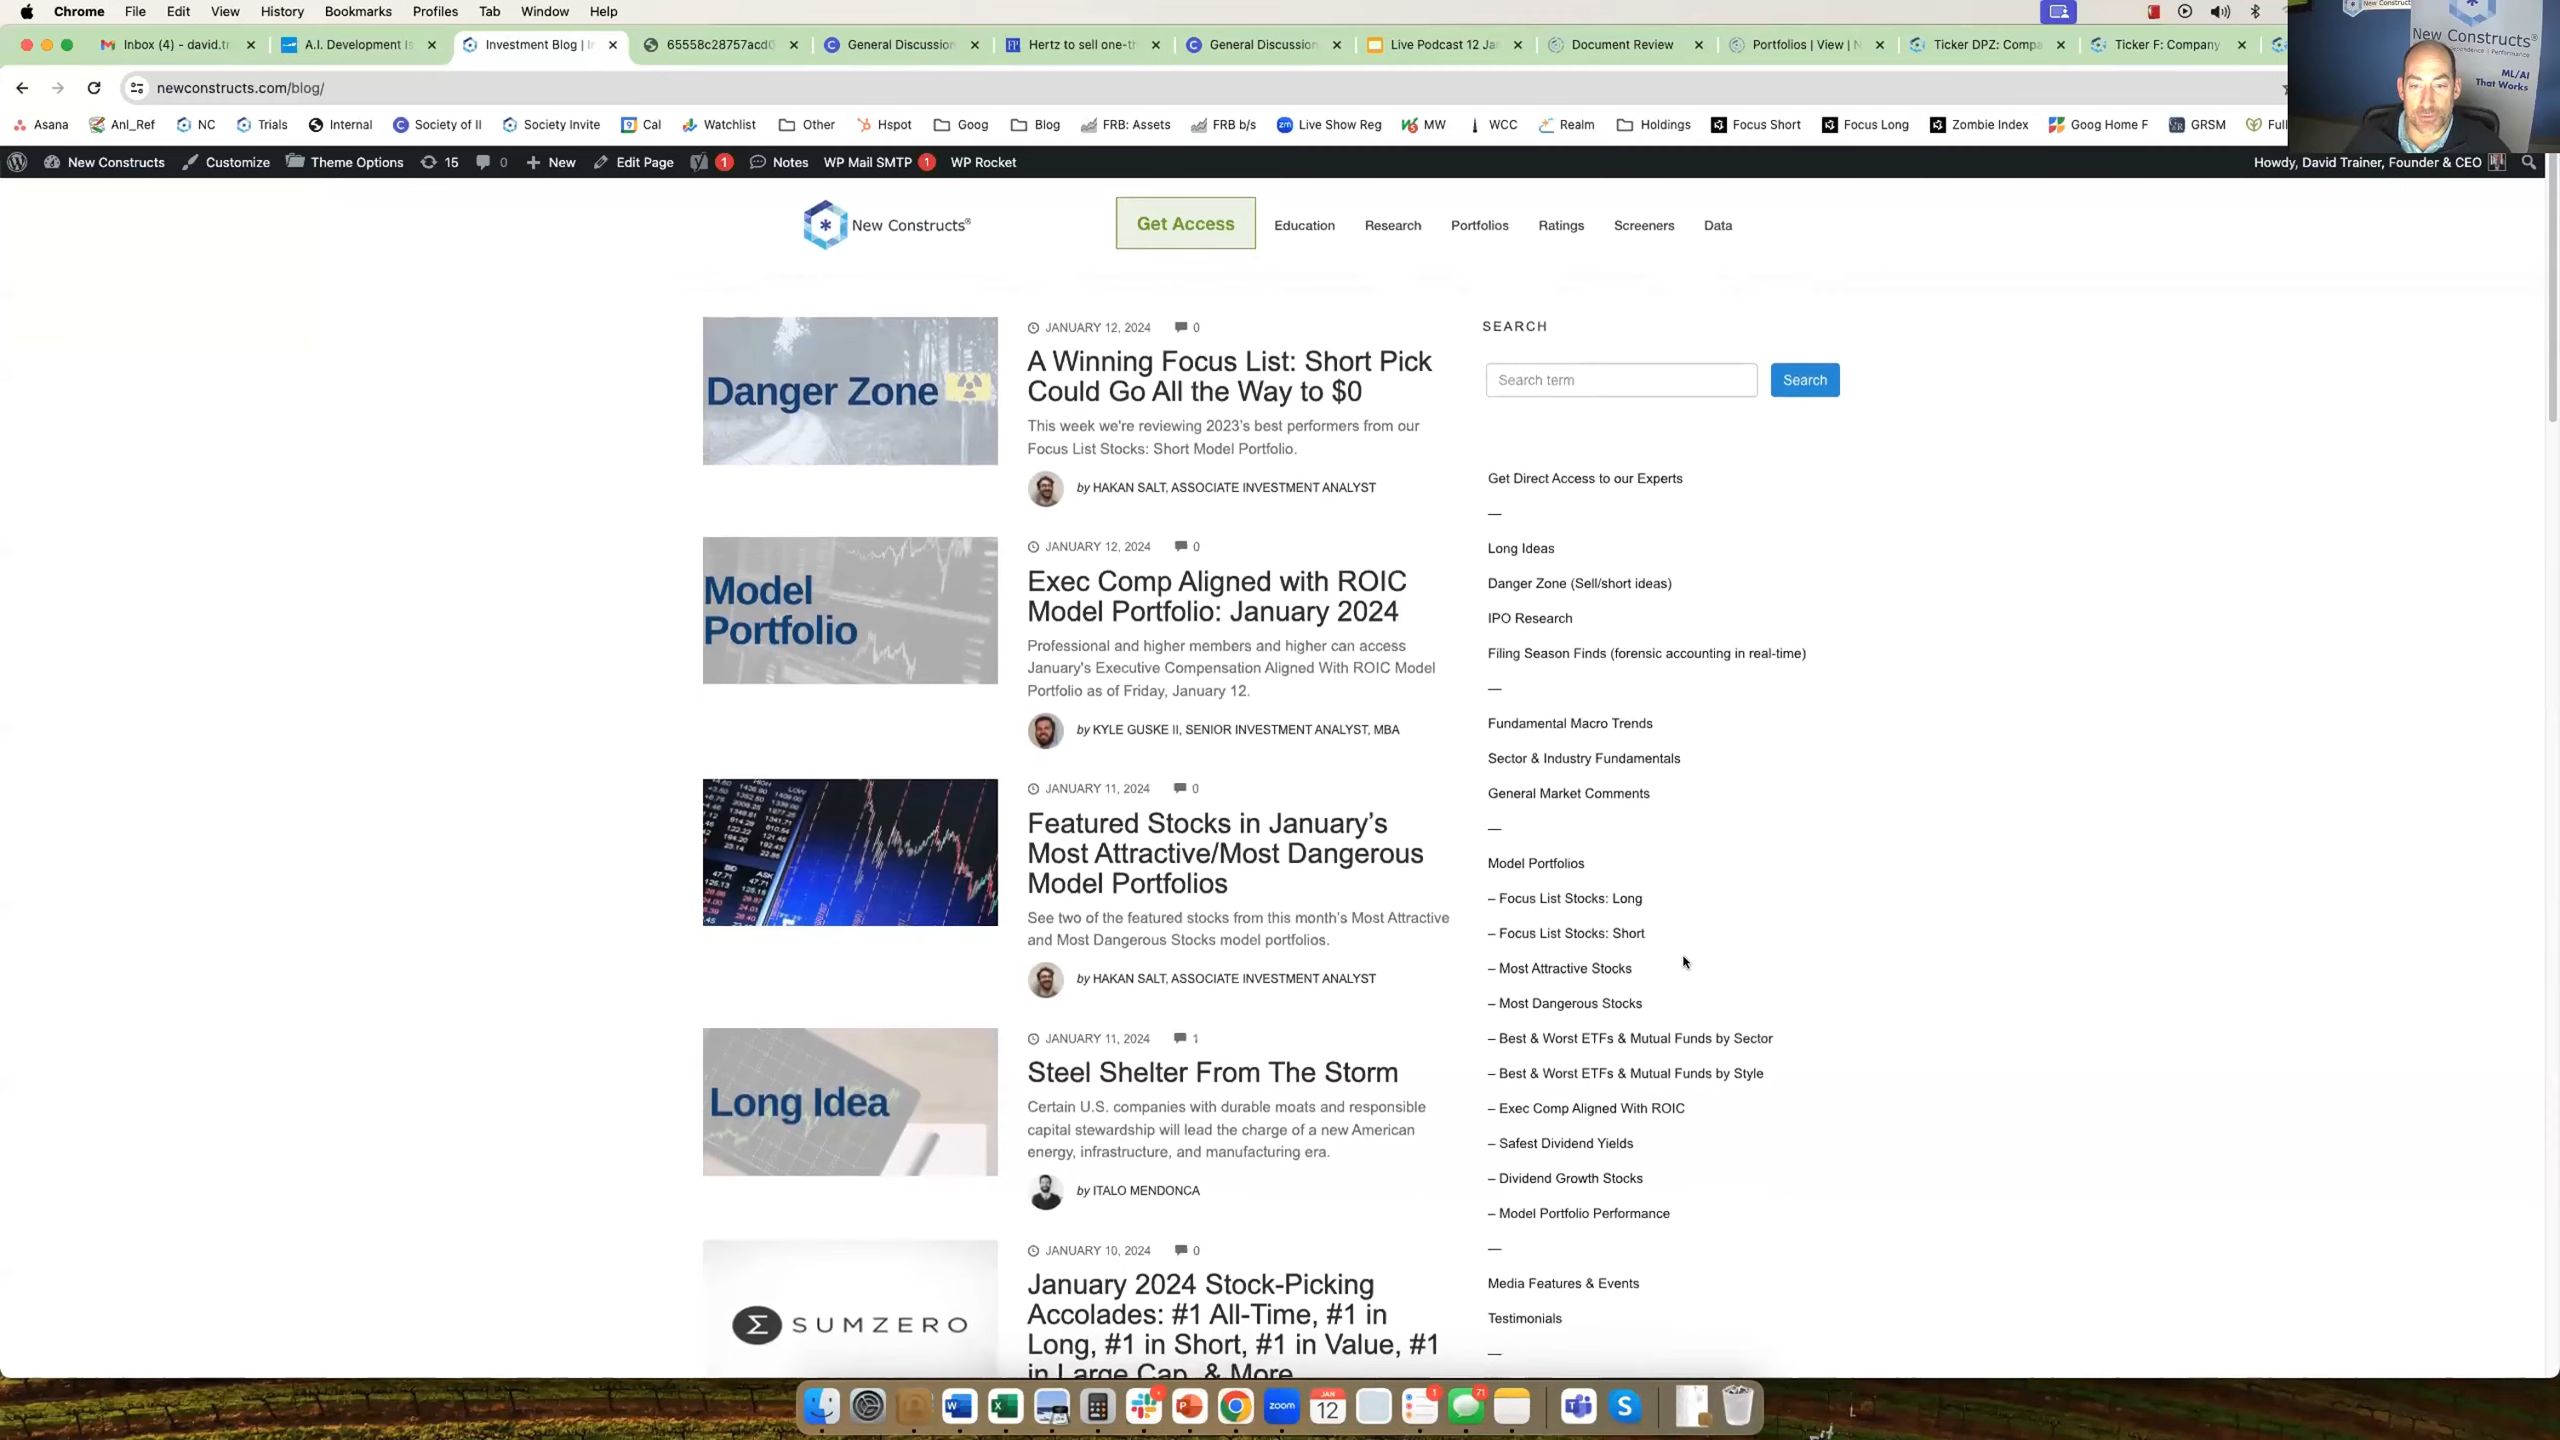 Chrome File Edit View History Bookmarks Profiles Tab Window Help
Inbox (4) - david.tr
A.I. Development Is
Investment Blog | I
65558c28757acd0
General Discussion
Hertz to sell one-th
General Discussion
Live Podcast 12 Ja
Document Review
Portfolios | View | N
Ticker DPZ: Compa
Ticker F: Company
newconstructs.com/blog/
Asana Anl_Ref NC Trials Internal Society of II Society Invite Cal Watchlist Other Hspot Goog Blog FRB: Assets FRB b/s Live Show Reg MW WCC Realm Holdings Focus Short Focus Long Zombie Index Goog Home F GRSM Full
New Constructs Customize Theme Options 15 0 New Edit Page 1 Notes WP Mail SMTP 1 WP Rocket
Howdy, David Trainer, Founder & CEO
New Constructs®
ML/AI
That Works
New Constructs®
Get Access
Education
Research
Portfolios
Ratings
Screeners
Data
Danger Zone
JANUARY 12, 2024 0
A Winning Focus List: Short Pick
Could Go All the Way to $0
This week we're reviewing 2023's best performers from our
Focus List Stocks: Short Model Portfolio.
by HAKAN SALT, ASSOCIATE INVESTMENT ANALYST
Model
Portfolio
JANUARY 12, 2024 0
Exec Comp Aligned with ROIC
Model Portfolio: January 2024
Professional and higher members and higher can access
January's Executive Compensation Aligned With ROIC Model
Portfolio as of Friday, January 12.
by KYLE GUSKE II, SENIOR INVESTMENT ANALYST, MBA
JANUARY 11, 2024 0
Featured Stocks in January's
Most Attractive/Most Dangerous
Model Portfolios
See two of the featured stocks from this month's Most Attractive
and Most Dangerous Stocks model portfolios.
by HAKAN SALT, ASSOCIATE INVESTMENT ANALYST
Long Idea
JANUARY 11, 2024 1
Steel Shelter From The Storm
Certain U.S. companies with durable moats and responsible
capital stewardship will lead the charge of a new American
energy, infrastructure, and manufacturing era.
by ITALO MENDONCA
SUMZERO
JANUARY 10, 2024 0
January 2024 Stock-Picking
Accolades: #1 All-Time, #1 in
Long, #1 in Short, #1 in Value, #1
in Large Cap, & More
SEARCH
Search term
Search
Get Direct Access to our Experts
—
Long Ideas
Danger Zone (Sell/short ideas)
IPO Research
Filing Season Finds (forensic accounting in real-time)
—
Fundamental Macro Trends
Sector & Industry Fundamentals
General Market Comments
—
Model Portfolios
– Focus List Stocks: Long
– Focus List Stocks: Short
– Most Attractive Stocks
– Most Dangerous Stocks
– Best & Worst ETFs & Mutual Funds by Sector
– Best & Worst ETFs & Mutual Funds by Style
– Exec Comp Aligned With ROIC
– Safest Dividend Yields
– Dividend Growth Stocks
– Model Portfolio Performance
—
Media Features & Events
Testimonials
—
zoom
JAN
12
1
71